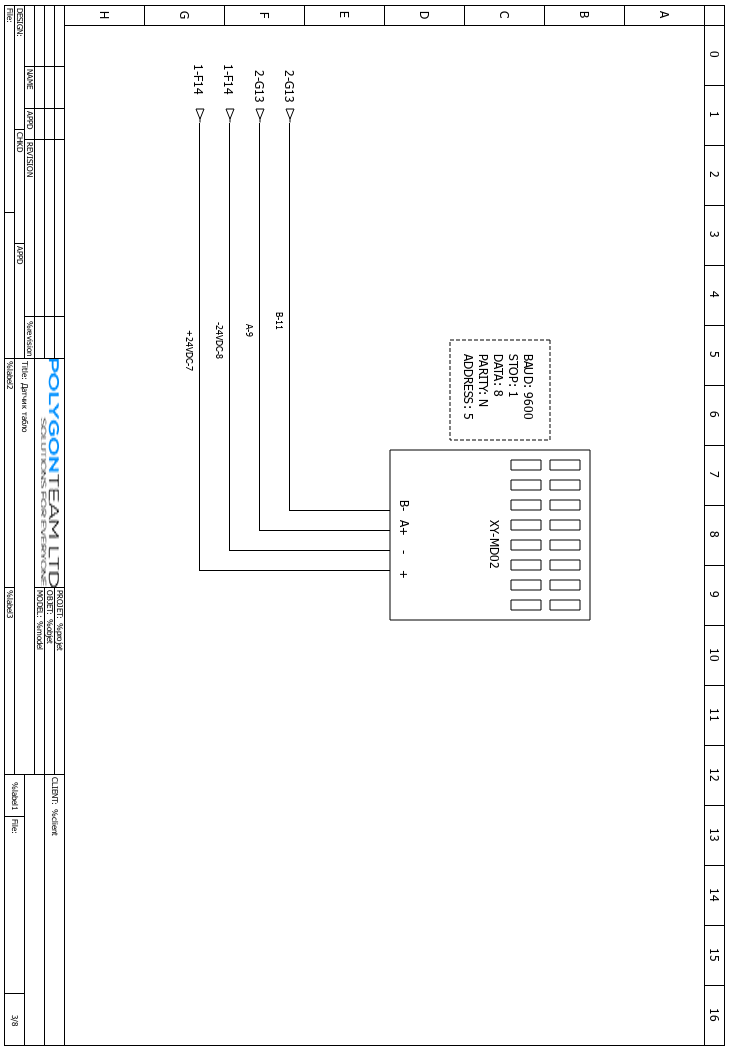 0
1
2
3
4
5
6
7
8
9
10
11
12
13
14
15
16
A
B
C
D
E
F
G
H
BAUD: 9600
STOP: 1
DATA: 8
PARITY: N
ADDRESS: 5
XY-MD02
B- A+ - +
2-G13
B-11
2-G13
A-9
1-F14
-24VDC-8
1-F14
+24VDC-7
NAME
APPD
REVISION
%revision
DESIGN:
CHKD
APPD
File:
POLYGONTEAM LTD
SOLUTIONS FOR EVERYONE
Title: Датчик табло
%label2
PROJET: %projet
OBJET: %objet
MODEL: %model
%label3
CLIENT: %client
%label1
File:
3/8